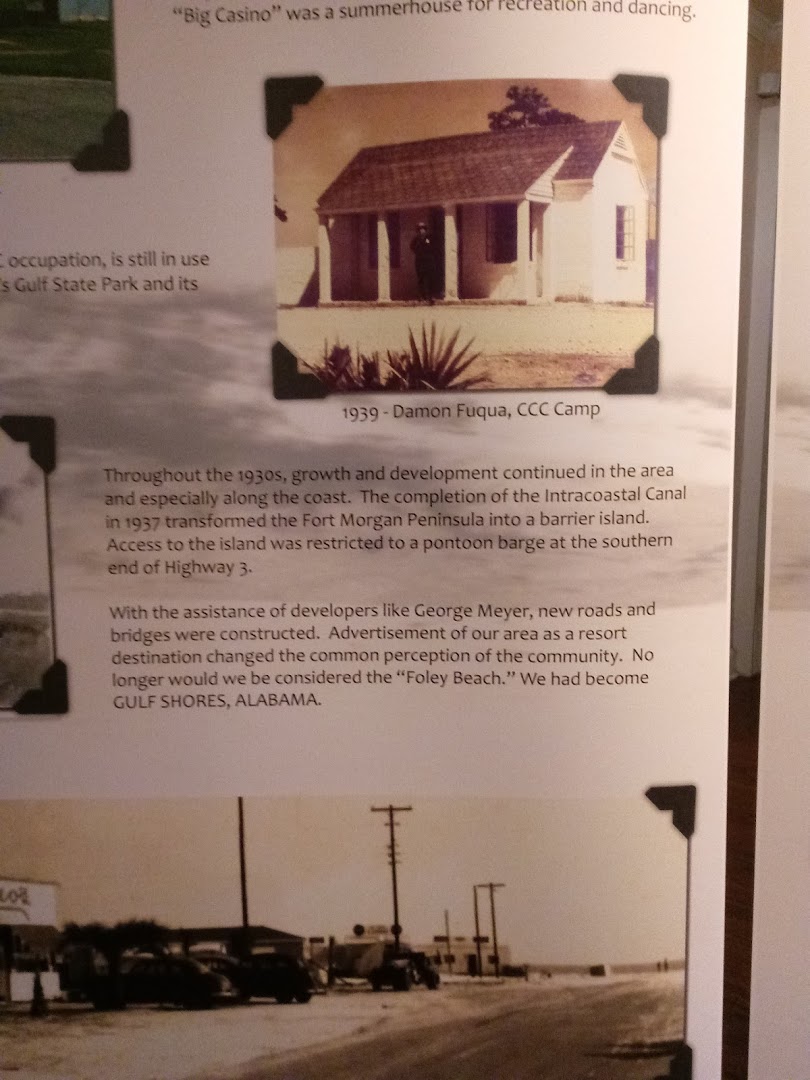 "Big Casino" was a summerhouse for recreation and dancing.
occupation, is still in use
's Gulf State Park and its
1939 - Damon Fuqua, CCC Camp
Throughout the 1930s, growth and development continued in the area
and especially along the coast. The completion of the Intracoastal Canal
in 1937 transformed the Fort Morgan Peninsula into a barrier island.
Access to the island was restricted to a pontoon barge at the southern
end of Highway 3.
With the assistance of developers like George Meyer, new roads and
bridges were constructed. Advertisement of our area as a resort
destination changed the common perception of the community. No
longer would we be considered the "Foley Beach." We had become
GULF SHORES, ALABAMA.